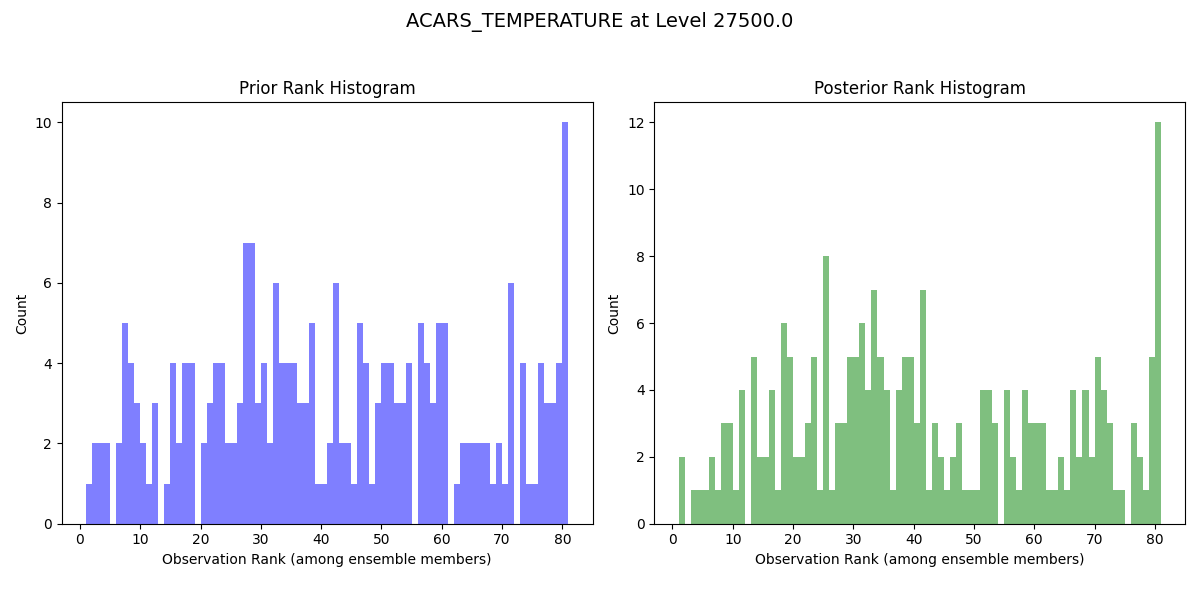 ACARS_TEMPERATURE at Level 27500.0
Prior Rank Histogram
Count
10
8
6
4
2
0
0 10 20 30 40 50 60 70 80
Observation Rank (among ensemble members)
Posterior Rank Histogram
Count
12
10
8
6
4
2
0
0 10 20 30 40 50 60 70 80
Observation Rank (among ensemble members)